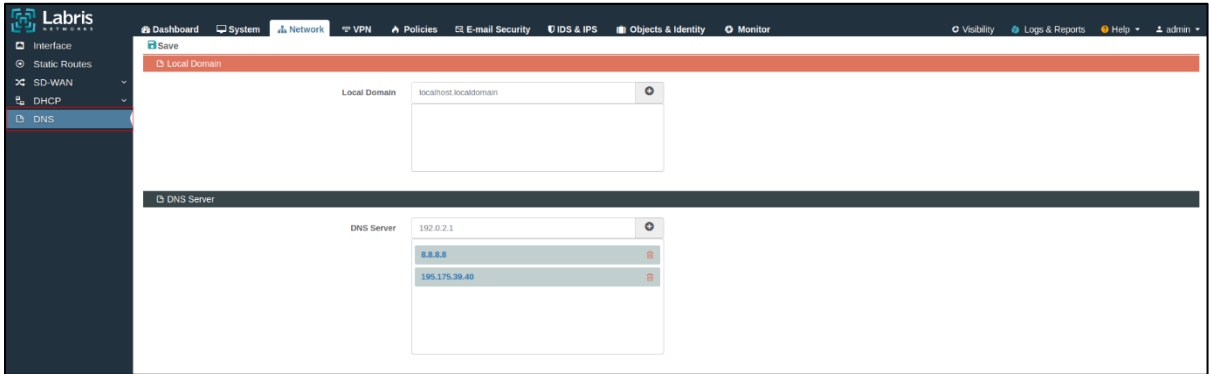 Labris
NETWORKS
Dashboard System Network VPN Policies E-mail Security IDS & IPS Objects & Identity Monitor Visibility Logs & Reports Help admin
Interface
Static Routes
SD-WAN
DHCP
DNS
Save
Local Domain
Local Domain localhost.localdomain
DNS Server
DNS Server 192.0.2.1
8.8.8.8
195.175.39.40